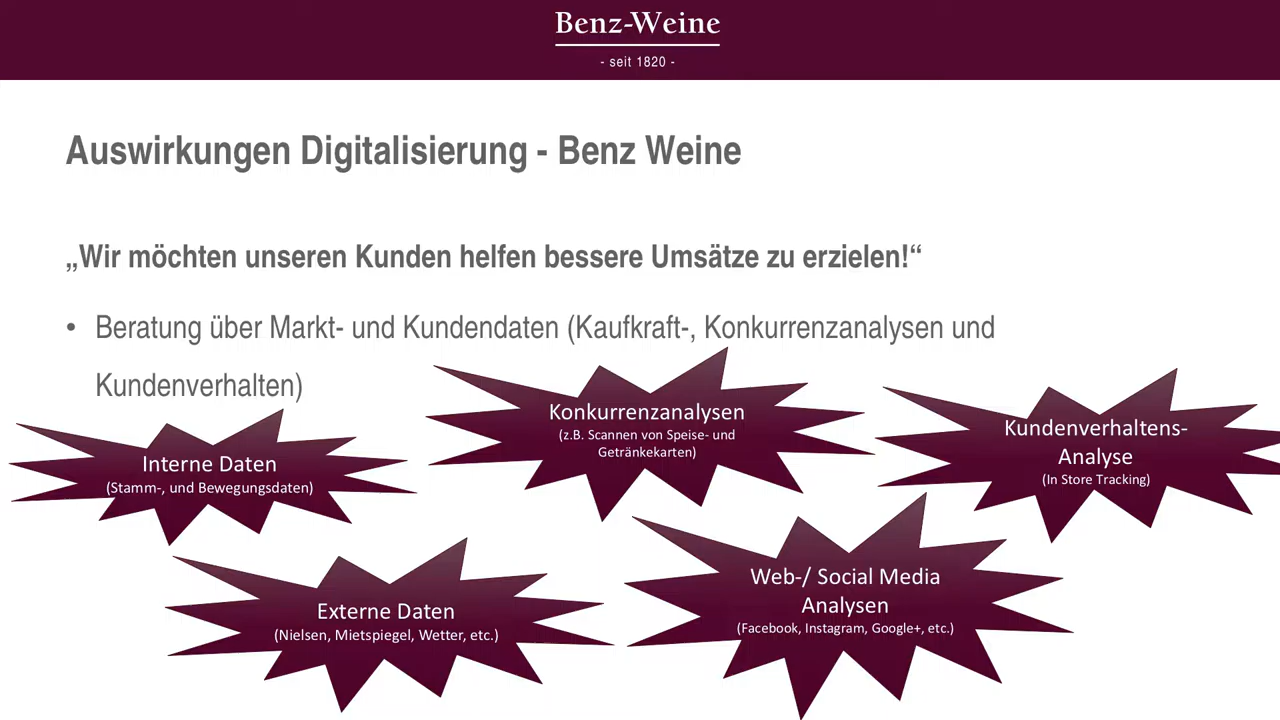 Benz-Weine
- seit 1820 -
Auswirkungen Digitalisierung - Benz Weine
„Wir möchten unseren Kunden helfen bessere Umsätze zu erzielen!“
• Beratung über Markt- und Kundendaten (Kaufkraft-, Konkurrenzanalysen und
Kundenverhalten)
Konkurrenzanalysen
(z.B. Scannen von Speise- und
Getränkekarten)
Kundenverhaltens-
Analyse
(In Store Tracking)
Interne Daten
(Stamm-, und Bewegungsdaten)
Web-/ Social Media
Analysen
(Facebook, Instagram, Google+, etc.)
Externe Daten
(Nielsen, Mietspiegel, Wetter, etc.)